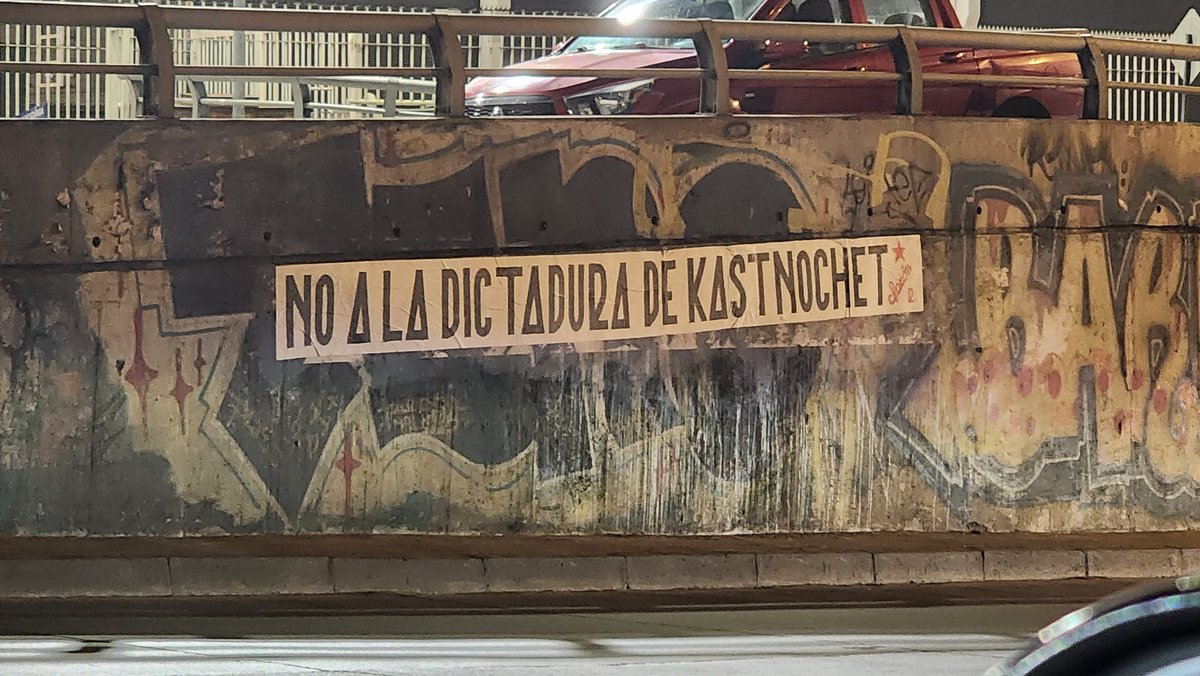 NO A LA DICTADURA DE KASTNOCHET